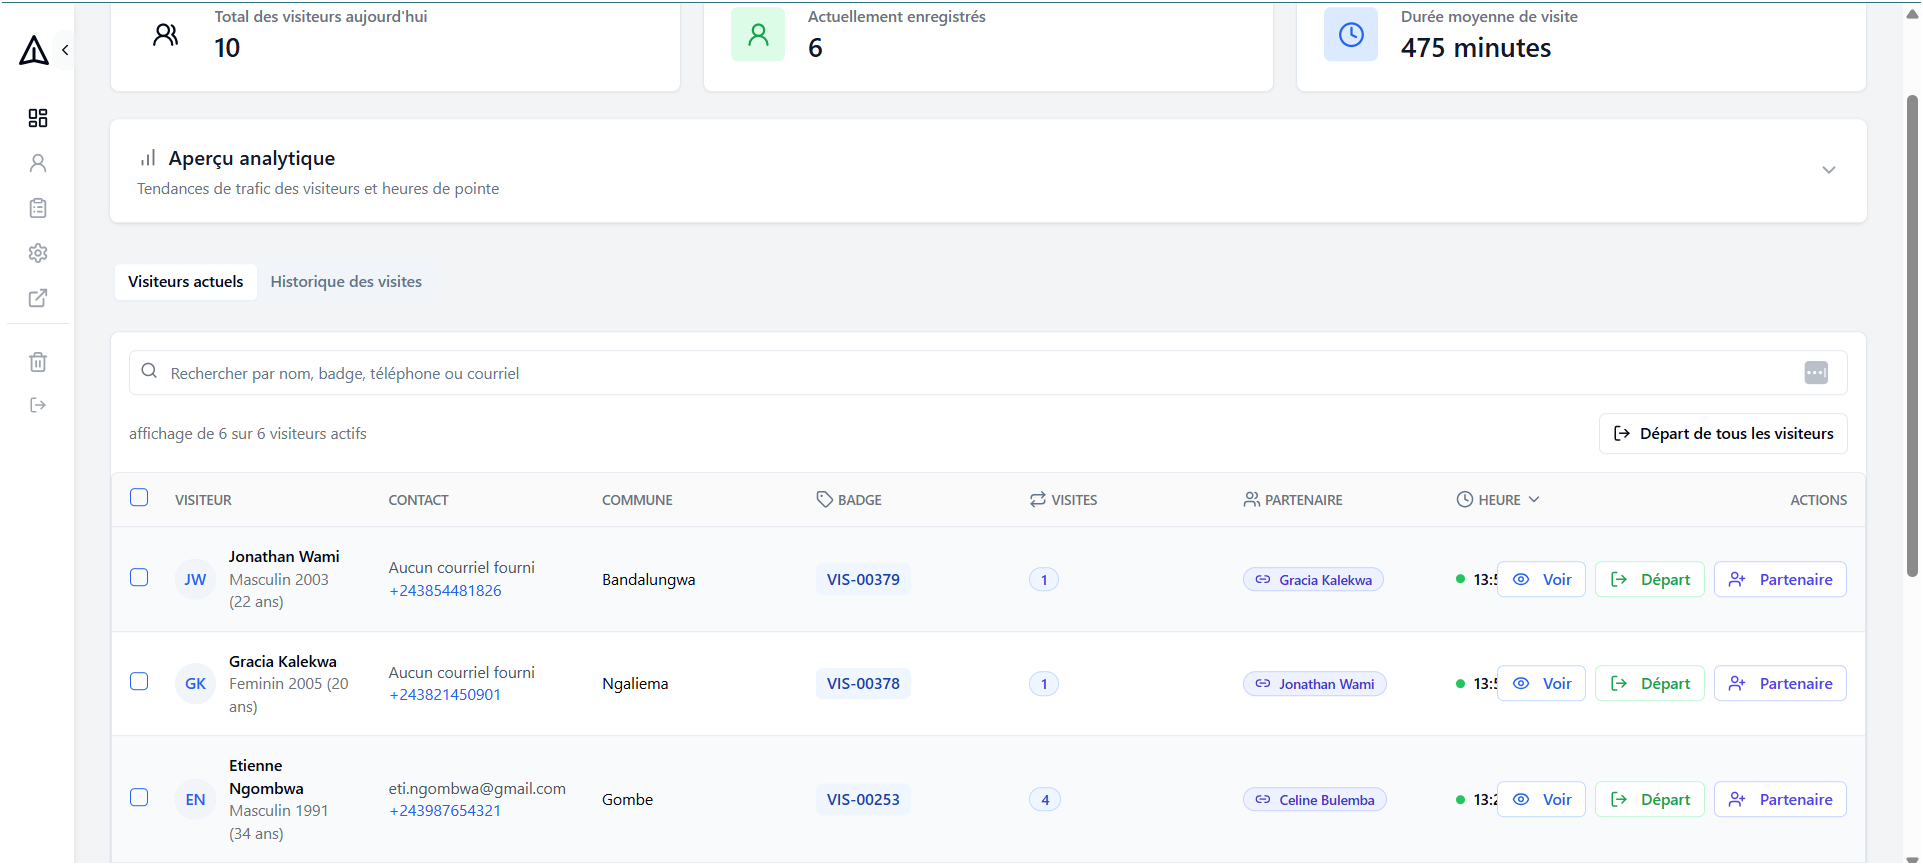 Total des visiteurs aujourd'hui
10
Actuellement enregistrés
6
Durée moyenne de visite
475 minutes
Aperçu analytique
Tendances de trafic des visiteurs et heures de pointe
Visiteurs actuels
Historique des visites
Rechercher par nom, badge, téléphone ou courriel
affichage de 6 sur 6 visiteurs actifs
Départ de tous les visiteurs
VISITEUR CONTACT COMMUNE BADGE VISITES PARTENAIRE HEURE ACTIONS
Jonathan Wami
Masculin 2003
(22 ans)
Aucun courriel fourni
+243854481826
Bandalungwa
VIS-00379
1
Gracia Kalekwa
13:5
Voir
Départ
Partenaire
Gracia Kalekwa
Feminin 2005 (20
ans)
Aucun courriel fourni
+243821450901
Ngaliema
VIS-00378
1
Jonathan Wami
13:5
Voir
Départ
Partenaire
Etienne
Ngombwa
Masculin 1991
(34 ans)
eti.ngombwa@gmail.com
+243987654321
Gombe
VIS-00253
4
Celine Bulemba
13:2
Voir
Départ
Partenaire